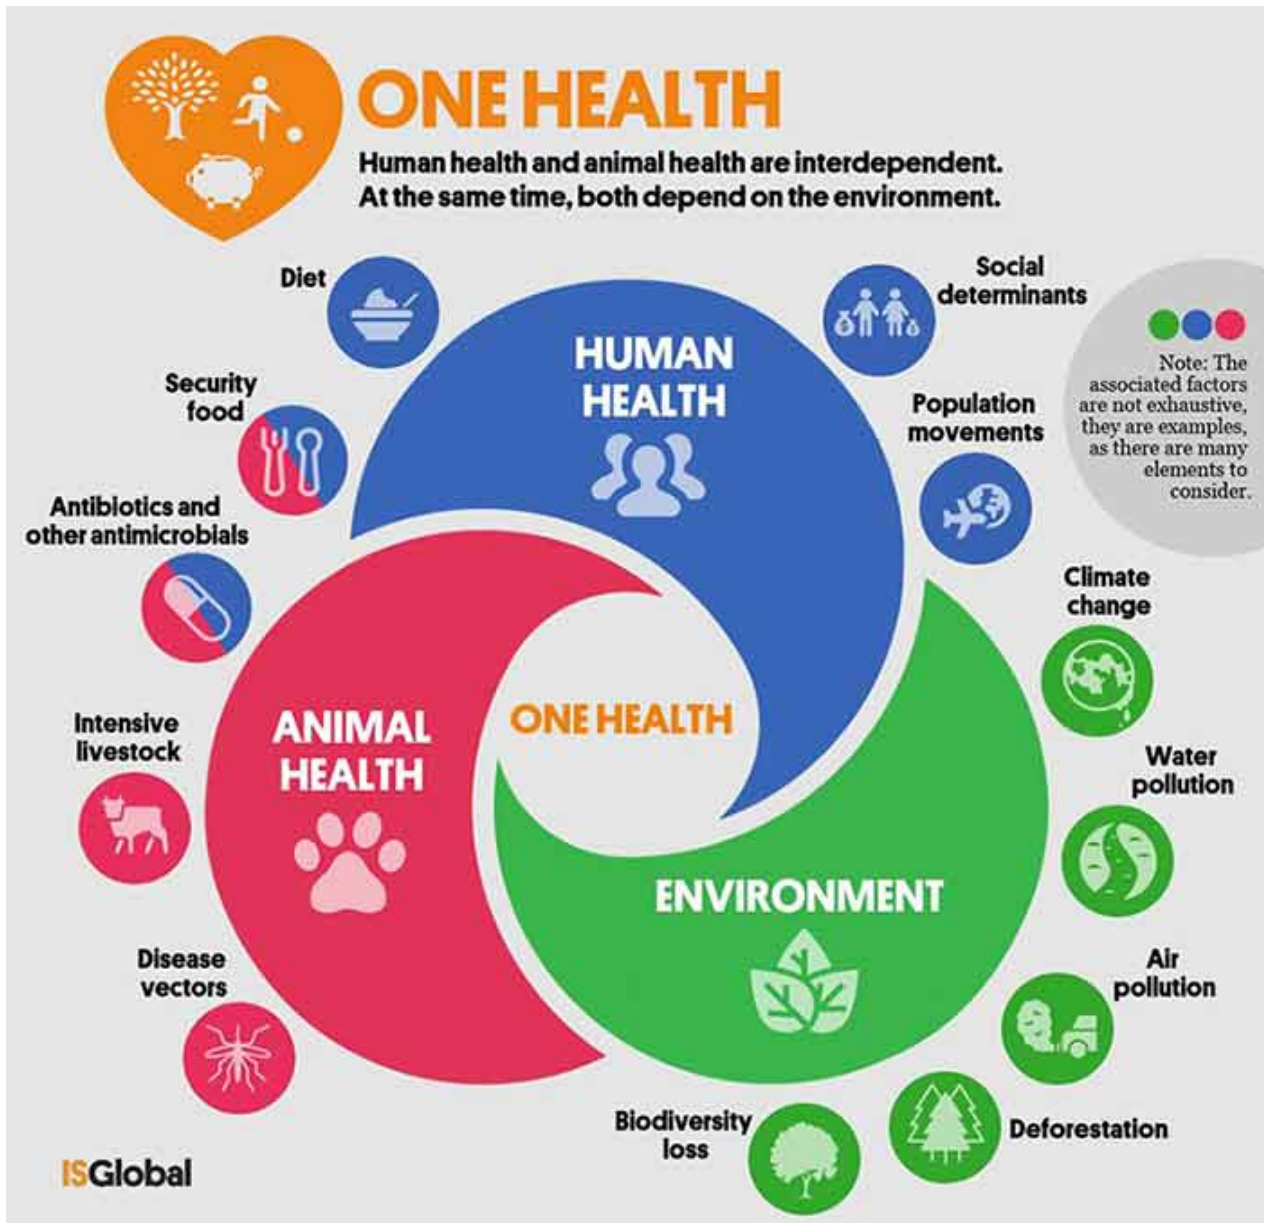 ONE HEALTH
Human health and animal health are interdependent.
At the same time, both depend on the environment.
Diet
Social
determinants
Security
food
Population
movements
Note: The
associated factors
are not exhaustive,
they are examples,
as there are many
elements to
consider.
HUMAN
HEALTH
Antibiotics and
other antimicrobials
Climate
change
Intensive
livestock
ANIMAL
HEALTH
ONE HEALTH
Water
pollution
ENVIRONMENT
Disease
vectors
Air
pollution
Biodiversity
loss
Deforestation
ISGlobal